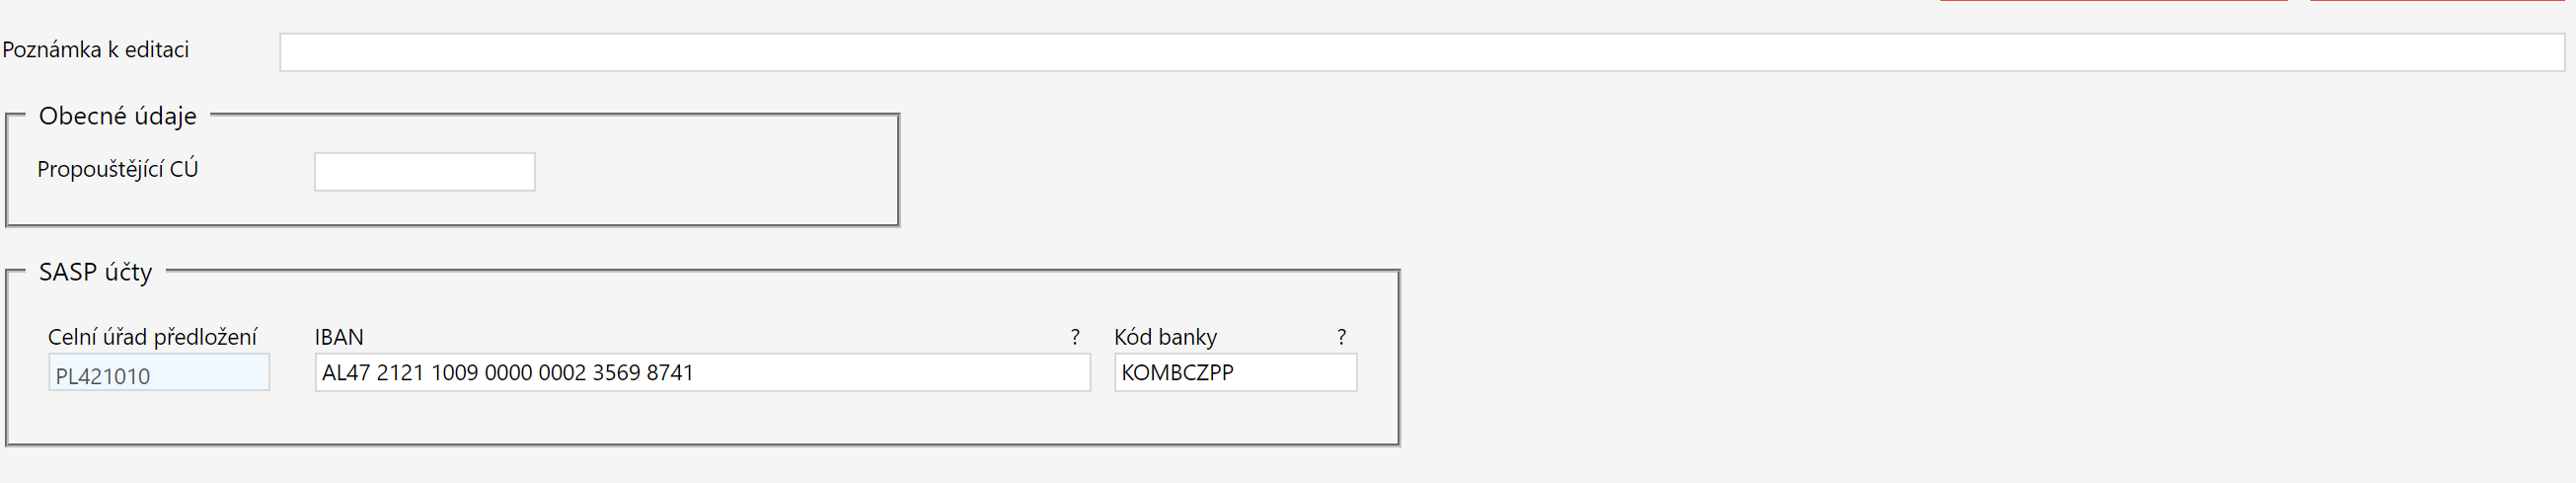 Poznámka k editaci
Obecné údaje
Propouštějící CÚ
SASP účty
Celní úřad předložení IBAN ? Kód banky ?
PL421010 AL47 2121 1009 0000 0002 3569 8741 KOMBCZPP